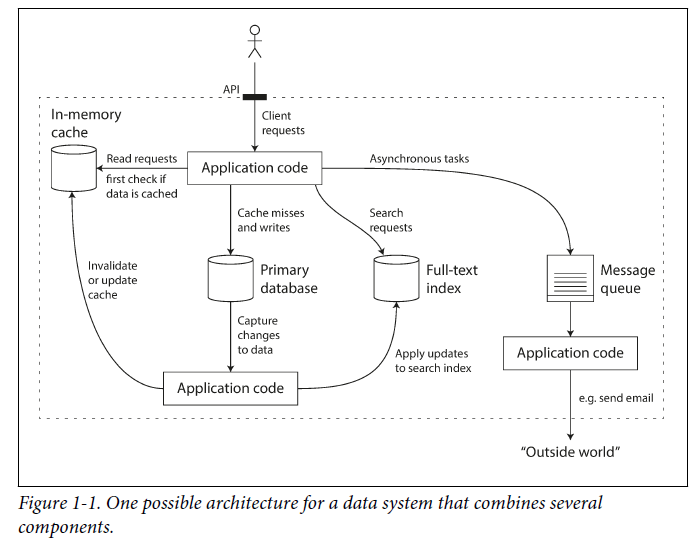 API
Client
requests
In-memory
cache
Read requests
first check if
data is cached
Application code
Asynchronous tasks
Cache misses
and writes
Search
requests
Invalidate
or update
cache
Primary
database
Full-text
index
Message
queue
Capture
changes
to data
Apply updates
to search index
Application code
Application code
e.g. send email
“Outside world”
Figure 1-1. One possible architecture for a data system that combines several
components.